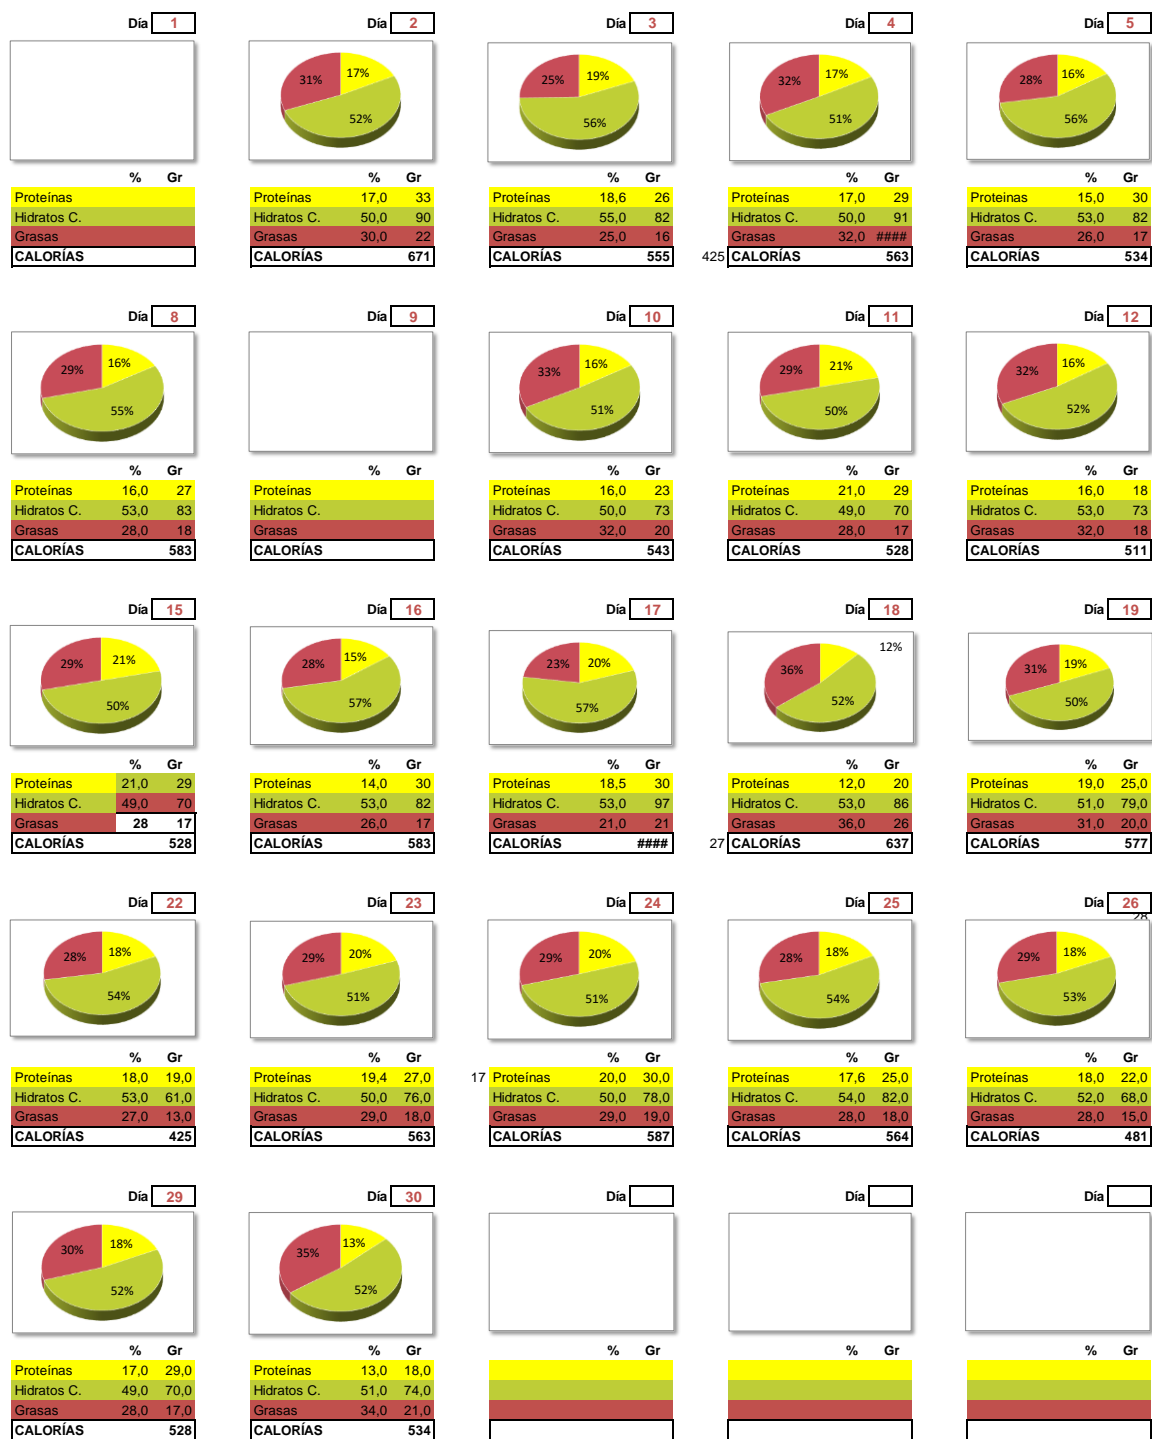 Día 1
Día 2
Día 3
Día 4
Día 5
31% 17% 52%
25% 19% 56%
32% 17% 51%
28% 16% 56%
% Gr
% Gr
% Gr
% Gr
% Gr
Proteínas
Proteínas 17,0 33
Proteínas 18,6 26
Proteínas 17,0 29
Proteínas 15,0 30
Hidratos C.
Hidratos C. 50,0 90
Hidratos C. 55,0 82
Hidratos C. 50,0 91
Hidratos C. 53,0 82
Grasas
Grasas 30,0 22
Grasas 25,0 16
Grasas 32,0 ####
Grasas 26,0 17
CALORÍAS
CALORÍAS 671
CALORÍAS 555
425 CALORÍAS 563
CALORÍAS 534
Día 8
Día 9
Día 10
Día 11
Día 12
29% 16% 55%
33% 16% 51%
29% 21% 50%
32% 16% 52%
% Gr
% Gr
% Gr
% Gr
% Gr
Proteínas 16,0 27
Proteínas
Proteínas 16,0 23
Proteínas 21,0 29
Proteínas 16,0 18
Hidratos C. 53,0 83
Hidratos C.
Hidratos C. 50,0 73
Hidratos C. 49,0 70
Hidratos C. 53,0 73
Grasas 28,0 18
Grasas
Grasas 32,0 20
Grasas 28,0 17
Grasas 32,0 18
CALORÍAS 583
CALORÍAS
CALORÍAS 543
CALORÍAS 528
CALORÍAS 511
Día 15
Día 16
Día 17
Día 18
Día 19
29% 21% 50%
28% 15% 57%
23% 20% 57%
36% 12% 52%
31% 19% 50%
% Gr
% Gr
% Gr
% Gr
% Gr
Proteínas 21,0 29
Proteínas 14,0 30
Proteínas 18,5 30
Proteínas 12,0 20
Proteínas 19,0 25,0
Hidratos C. 49,0 70
Hidratos C. 53,0 82
Hidratos C. 53,0 97
Hidratos C. 53,0 86
Hidratos C. 51,0 79,0
Grasas 28 17
Grasas 26,0 17
Grasas 21,0 21
Grasas 36,0 26
Grasas 31,0 20,0
CALORÍAS 528
CALORÍAS 583
CALORÍAS ####
27 CALORÍAS 637
CALORÍAS 577
Día 22
Día 23
Día 24
Día 25
Día 26
28
28% 18% 54%
29% 20% 51%
29% 20% 51%
28% 18% 54%
29% 18% 53%
% Gr
% Gr
% Gr
% Gr
% Gr
Proteínas 18,0 19,0
Proteínas 19,4 27,0
17 Proteínas 20,0 30,0
Proteínas 17,6 25,0
Proteínas 18,0 22,0
Hidratos C. 53,0 61,0
Hidratos C. 50,0 76,0
Hidratos C. 50,0 78,0
Hidratos C. 54,0 82,0
Hidratos C. 52,0 68,0
Grasas 27,0 13,0
Grasas 29,0 18,0
Grasas 29,0 19,0
Grasas 28,0 18,0
Grasas 28,0 15,0
CALORÍAS 425
CALORÍAS 563
CALORÍAS 587
CALORÍAS 564
CALORÍAS 481
Día 29
Día 30
Día
Día
Día
30% 18% 52%
35% 13% 52%
% Gr
% Gr
% Gr
% Gr
% Gr
Proteínas 17,0 29,0
Proteínas 13,0 18,0
Hidratos C. 49,0 70,0
Hidratos C. 51,0 74,0
Grasas 28,0 17,0
Grasas 34,0 21,0
CALORÍAS 528
CALORÍAS 534